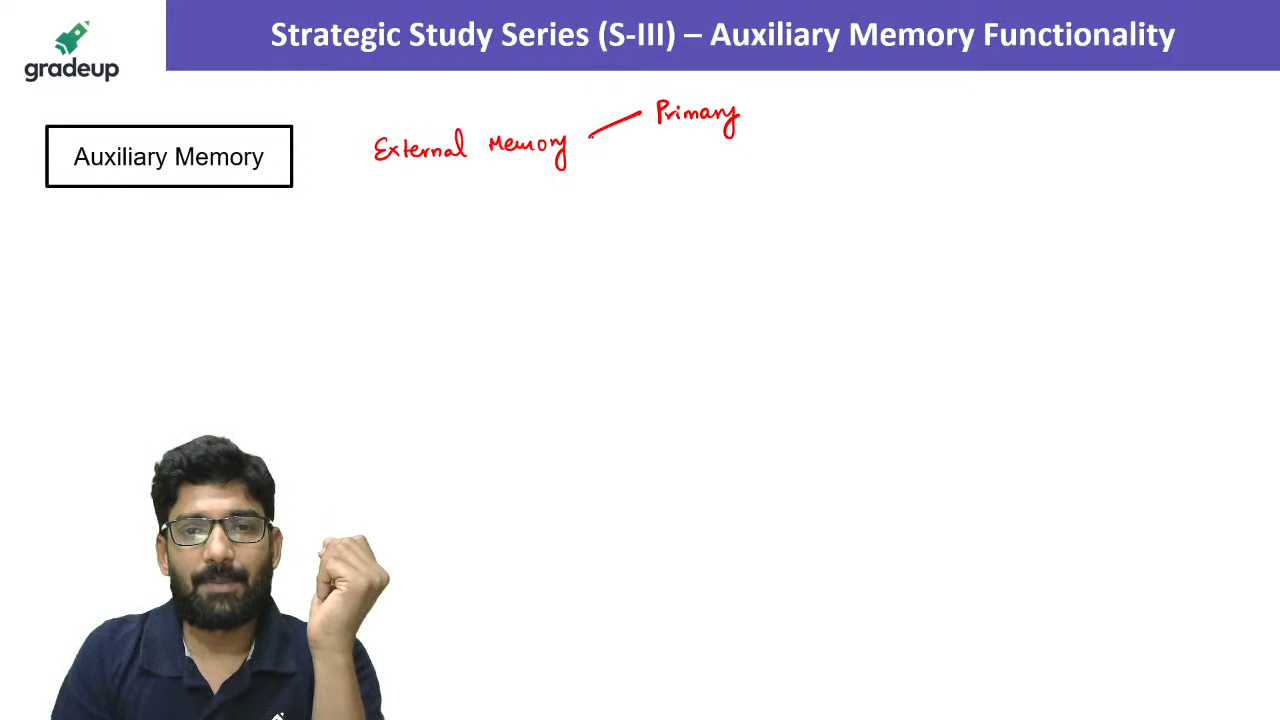 Strategic Study Series (S-III) – Auxiliary Memory Functionality
gradeup
Primary
External Memory
Auxiliary Memory